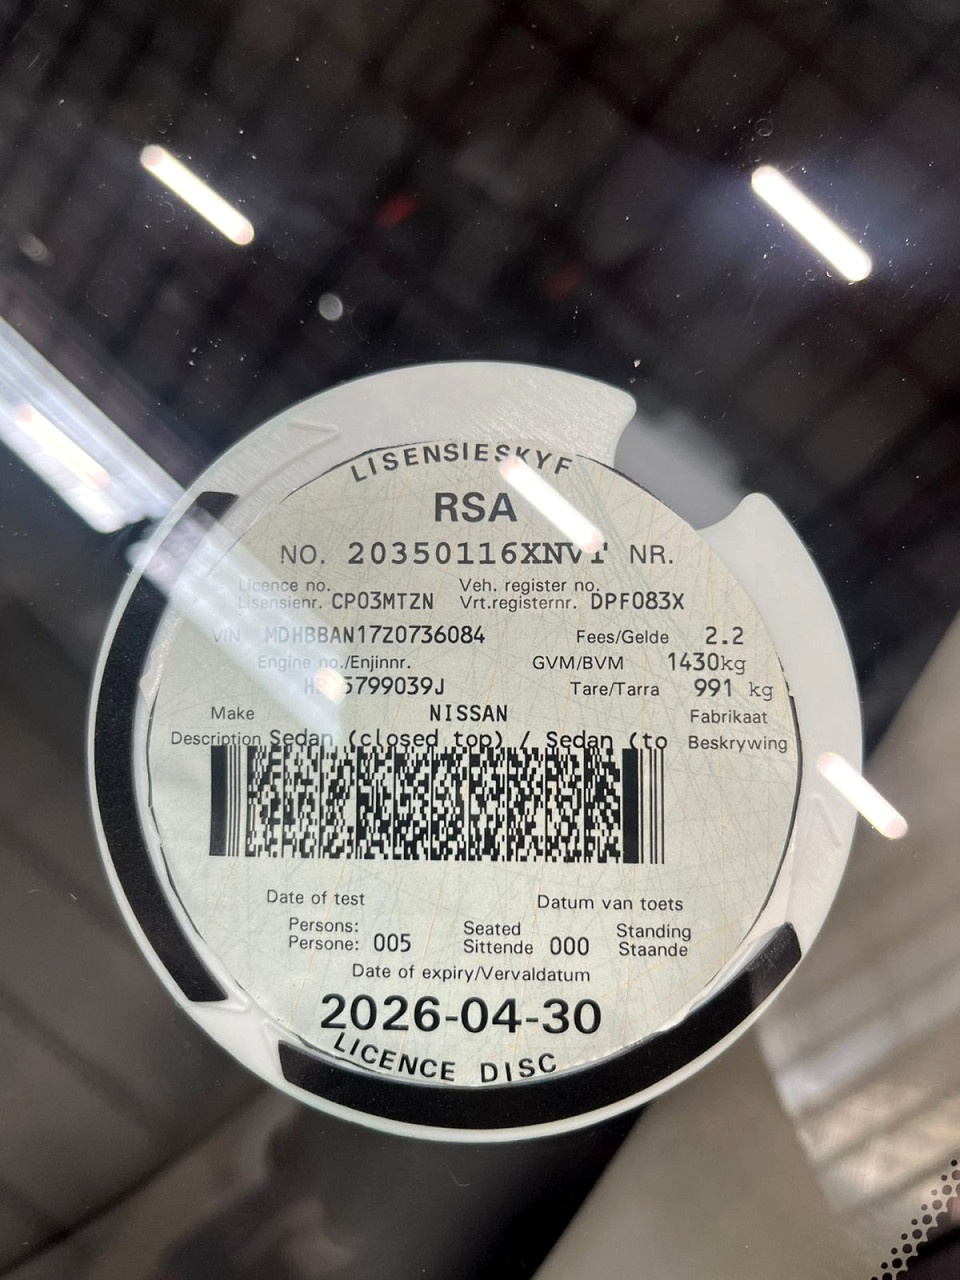 LISENSIESKYF
RSA
NO. 20350116XNVT NR.
Licence no. Veh. register no.
Lisensienr. CP03MTZN Vrt.registernr. DPF083X
VIN MDHBBAN17Z0736084 Fees/Gelde 2.2
Engine no./Enjinnr. GVM/BVM 1430kg
5799039J Tare/Tarra 991 kg
Make NISSAN Fabrikaat
Description Sedan (closed top) / Sedan (to Beskrywing
Date of test Datum van toets
Persons: Seated Standing
Persone: 005 Sittende 000 Staande
Date of expiry/Vervaldatum
2026-04-30
LICENCE DISC